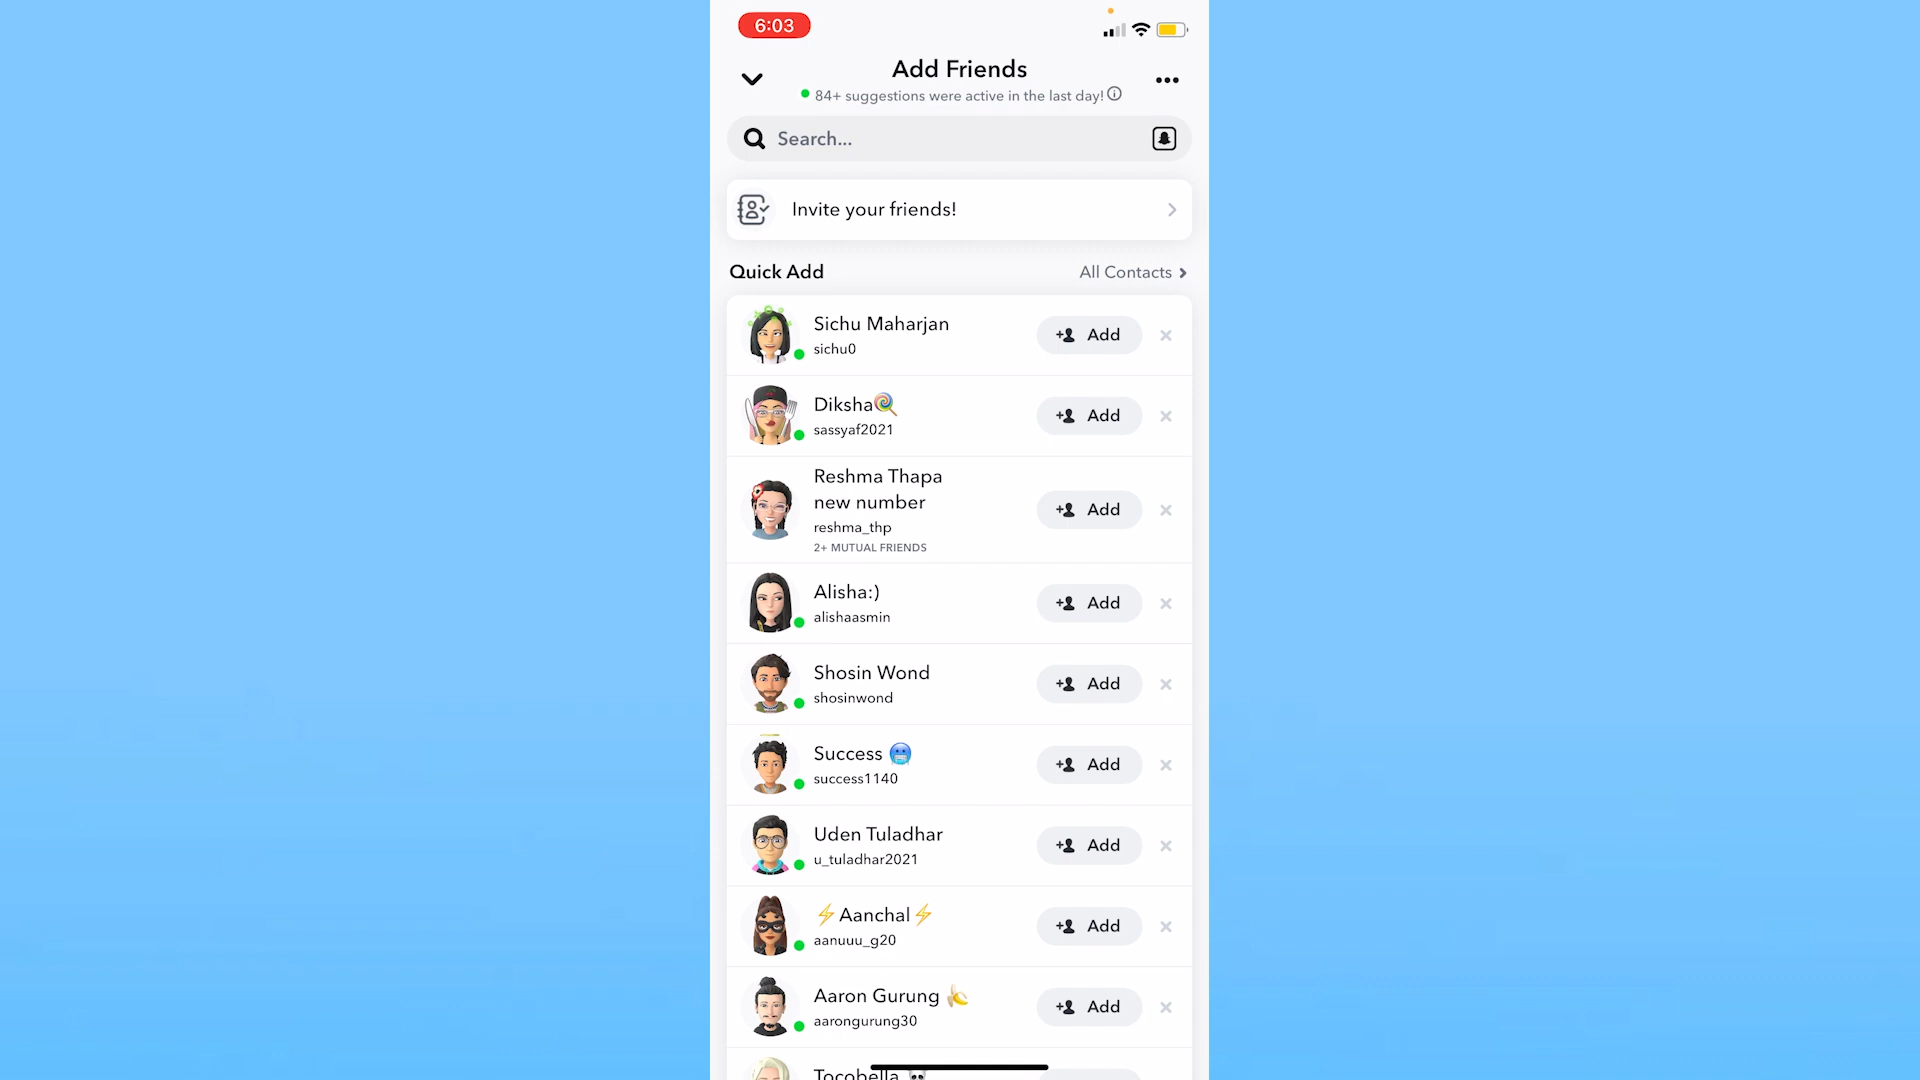 6:03
Add Friends
84+ suggestions were active in the last day!
Search...
Invite your friends!
Quick Add
All Contacts
Sichu Maharjan
sichu0
Add
Diksha🍭
sassyaf2021
Add
Reshma Thapa
new number
reshma_thp
2+ MUTUAL FRIENDS
Add
Alisha:)
alishaasmin
Add
Shosin Wond
shosinwond
Add
Success 🥶
success1140
Add
Uden Tuladhar
u_tuladhar2021
Add
⚡Aanchal⚡
aanuuu_g20
Add
Aaron Gurung 🍌
aarongurung30
Add
Tocobella 🐼